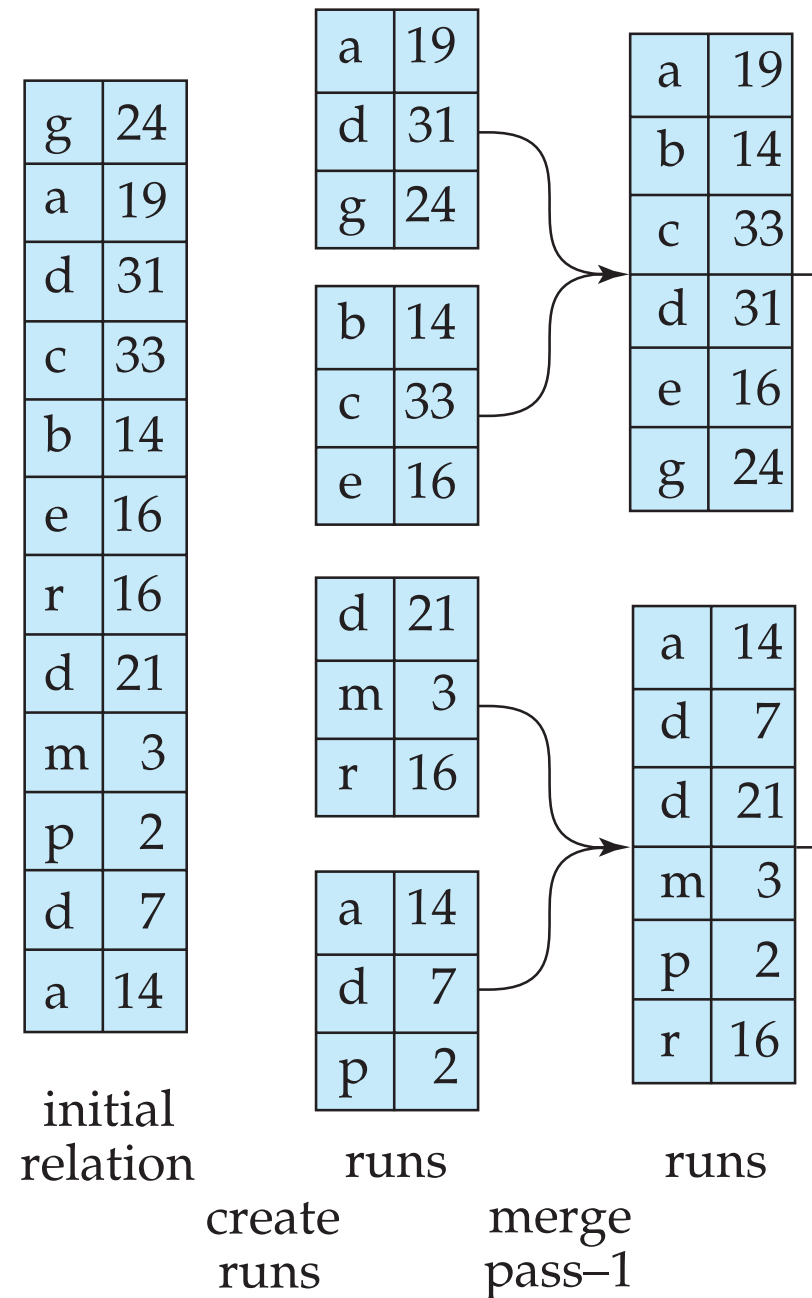 g 24
a 19
d 31
c 33
b 14
e 16
r 16
d 21
m 3
p 2
d 7
a 14
initial
relation
create
runs
a 19
d 31
g 24
b 14
c 33
e 16
d 21
m 3
r 16
a 14
d 7
p 2
runs
merge
pass–1
a 19
b 14
c 33
d 31
e 16
g 24
a 14
d 7
d 21
m 3
p 2
r 16
runs